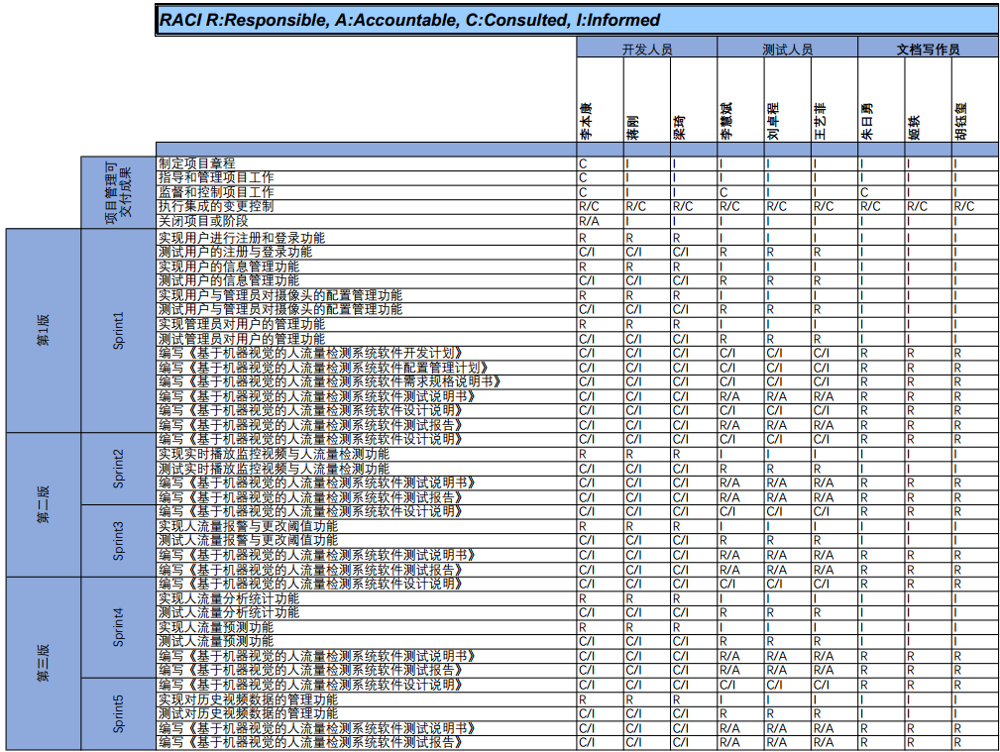 RACI R:Responsible, A:Accountable, C:Consulted, I:Informed
开发人员 测试人员 文档写作员
李本康 蒋刚 梁琦 李慧斌 刘卓程 王艺菲 朱日勇 姬轶 胡钰玺
项目管理可交付成果
制定项目章程 C I I I I I I I I
指导和管理项目工作 C I I I I I I I I
监督和控制项目工作 C I I C I I C I I
执行集成的变更控制 R/C R/C R/C R/C R/C R/C R/C R/C R/C
关闭项目或阶段 R/A I I I I I I I I
第1版
Sprint1
实现用户进行注册和登录功能 R R R I I I I I I
测试用户的注册与登录功能 C/I C/I C/I R R R I I I
实现用户的信息管理功能 R R R I I I I I I
测试用户的信息管理功能 C/I C/I C/I R R R I I I
实现用户与管理员对摄像头的配置管理功能 R R R I I I I I I
测试用户与管理员对摄像头的配置管理功能 C/I C/I C/I R R R I I I
实现管理员对用户的管理功能 R R R I I I I I I
测试管理员对用户的管理功能 C/I C/I C/I R R R I I I
编写《基于机器视觉的人流量检测系统软件开发计划》 C/I C/I C/I C/I C/I C/I R R R
编写《基于机器视觉的人流量检测系统软件配置管理计划》 C/I C/I C/I C/I C/I C/I R R R
编写《基于机器视觉的人流量检测系统软件需求规格说明书》 C/I C/I C/I C/I C/I C/I R R R
编写《基于机器视觉的人流量检测系统软件测试说明书》 C/I C/I C/I R/A R/A R/A R R R
编写《基于机器视觉的人流量检测系统软件设计说明》 C/I C/I C/I C/I C/I C/I R R R
编写《基于机器视觉的人流量检测系统软件测试报告》 C/I C/I C/I R/A R/A R/A R R R
第二版
Sprint2
编写《基于机器视觉的人流量检测系统软件设计说明》 C/I C/I C/I C/I C/I C/I R R R
实现实时播放监控视频与人流量检测功能 R R R I I I I I I
测试实时播放监控视频与人流量检测功能 C/I C/I C/I R R R I I I
编写《基于机器视觉的人流量检测系统软件测试说明书》 C/I C/I C/I R/A R/A R/A R R R
编写《基于机器视觉的人流量检测系统软件测试报告》 C/I C/I C/I R/A R/A R/A R R R
Sprint3
编写《基于机器视觉的人流量检测系统软件设计说明》 C/I C/I C/I C/I C/I C/I R R R
实现人流量报警与更改阈值功能 R R R I I I I I I
测试人流量报警与更改阈值功能 C/I C/I C/I R R R I I I
编写《基于机器视觉的人流量检测系统软件测试说明书》 C/I C/I C/I R/A R/A R/A R R R
编写《基于机器视觉的人流量检测系统软件测试报告》 C/I C/I C/I R/A R/A R/A R R R
第三版
Sprint4
编写《基于机器视觉的人流量检测系统软件设计说明》 C/I C/I C/I C/I C/I C/I R R R
实现人流量分析统计功能 R R R I I I I I I
测试人流量分析统计功能 C/I C/I C/I R R R I I I
实现人流量预测功能 R R R I I I I I I
测试人流量预测功能 C/I C/I C/I R R R I I I
编写《基于机器视觉的人流量检测系统软件测试说明书》 C/I C/I C/I R/A R/A R/A R R R
编写《基于机器视觉的人流量检测系统软件测试报告》 C/I C/I C/I R/A R/A R/A R R R
Sprint5
编写《基于机器视觉的人流量检测系统软件设计说明》 C/I C/I C/I C/I C/I C/I R R R
实现对历史视频数据的管理功能 R R R I I I I I I
测试对历史视频数据的管理功能 C/I C/I C/I R R R I I I
编写《基于机器视觉的人流量检测系统软件测试说明书》 C/I C/I C/I R/A R/A R/A R R R
编写《基于机器视觉的人流量检测系统软件测试报告》 C/I C/I C/I R/A R/A R/A R R R